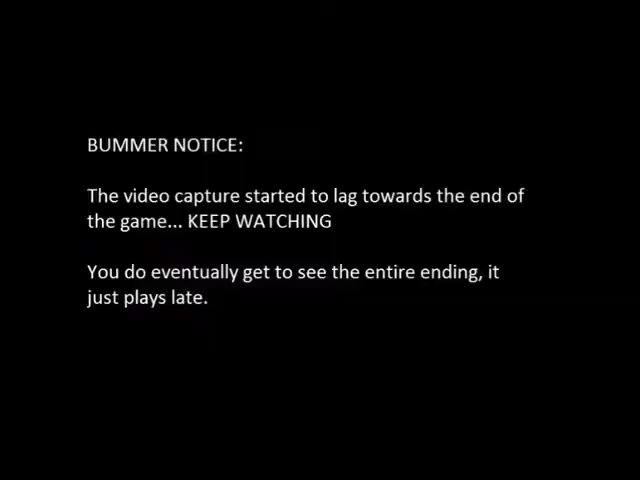 BUMMER NOTICE:
The video capture started to lag towards the end of
the game... KEEP WATCHING
You do eventually get to see the entire ending, it
just plays late.